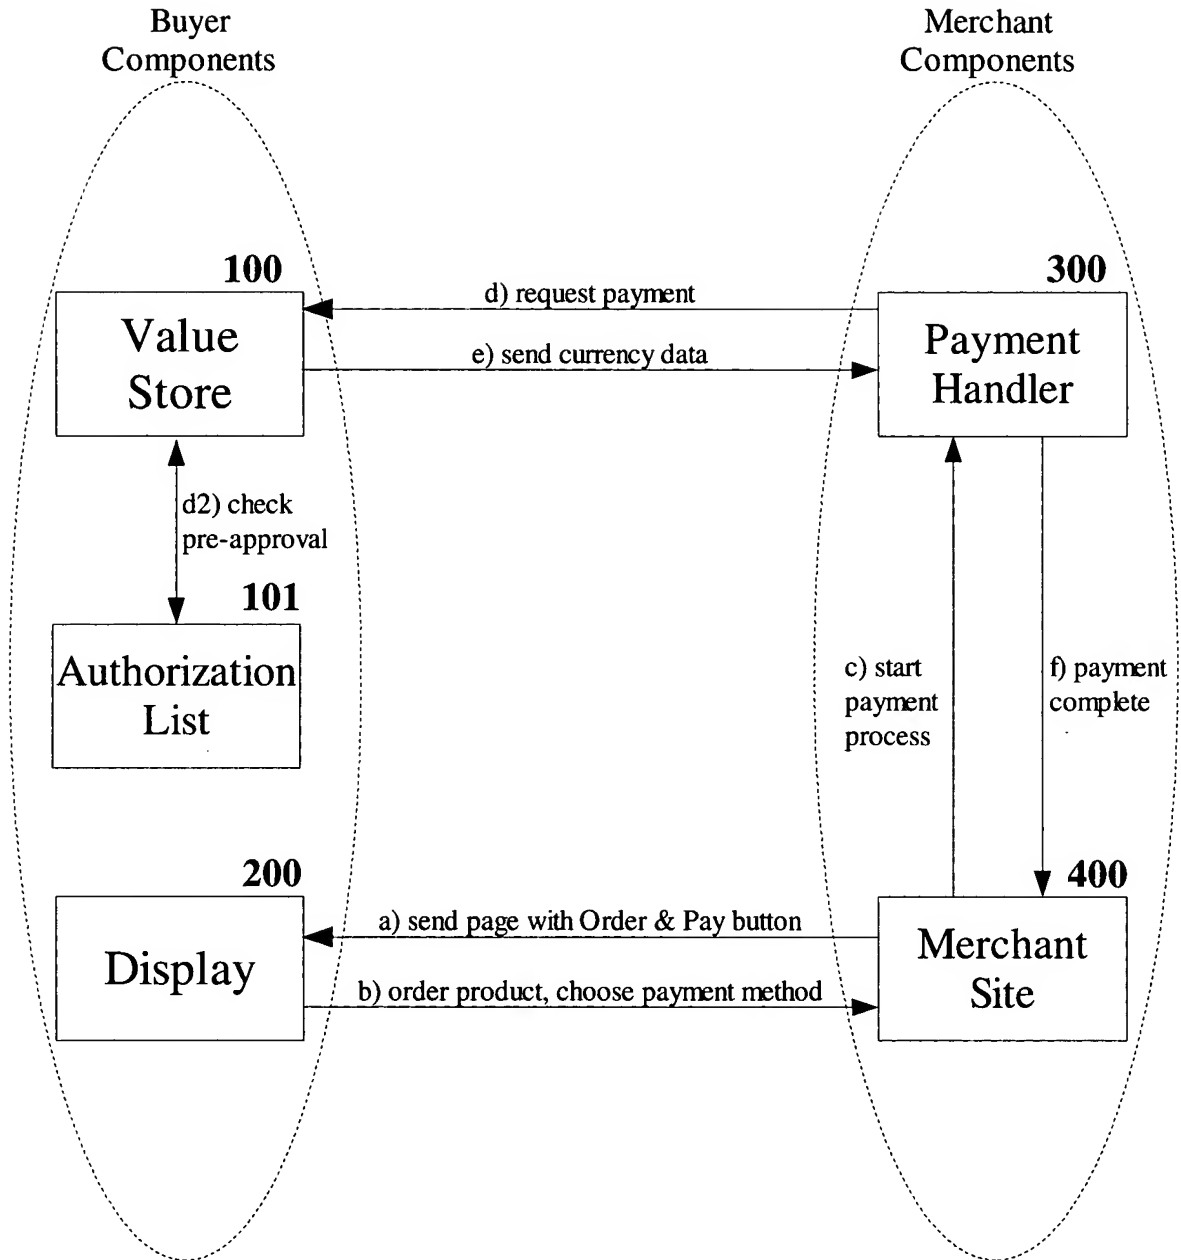 Buyer
Components
Merchant
Components
100
Value
Store
d) request payment
e) send currency data
300
Payment
Handler
d2) check
pre-approval
101
Authorization
List
c) start
payment
process
f) payment
complete
200
Display
a) send page with Order & Pay button
b) order product, choose payment method
400
Merchant
Site